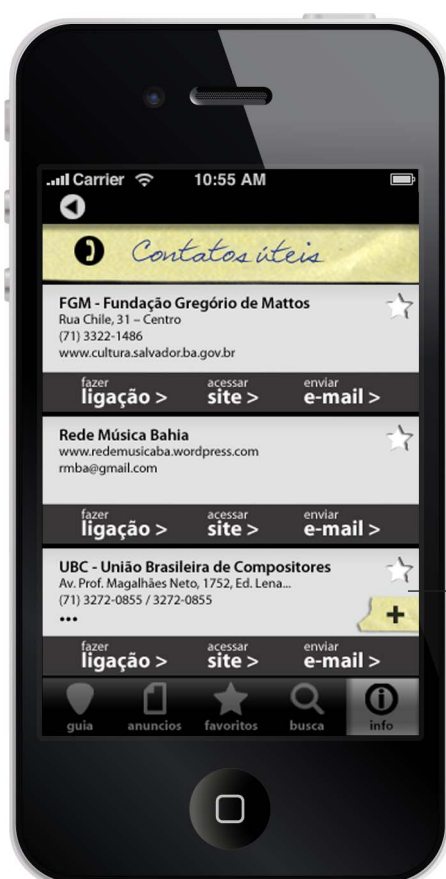 Carrier 10:55 AM
Contatos úteis
FGM - Fundação Gregório de Mattos
Rua Chile, 31 – Centro
(71) 3322-1486
www.cultura.salvador.ba.gov.br
fazer acessar enviar
ligação > site > e-mail >
Rede Música Bahia
www.redemusicaba.wordpress.com
rmba@gmail.com
fazer acessar enviar
ligação > site > e-mail >
UBC - União Brasileira de Compositores
Av. Prof. Magalhães Neto, 1752, Ed. Lena...
(71) 3272-0855 / 3272-0855
•••
+
fazer acessar enviar
ligação > site > e-mail >
guia anuncios favoritos busca info